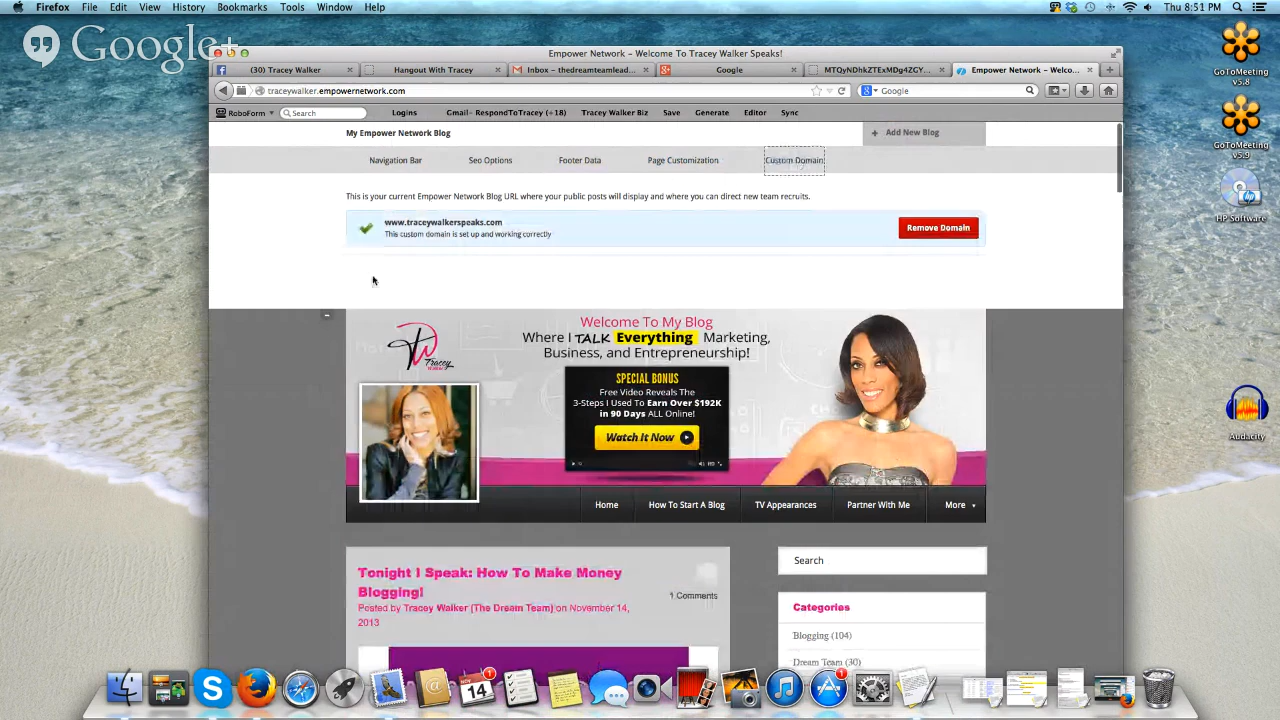 Firefox File Edit View History Bookmarks Tools Window Help
Thu 8:51 PM
Google+
Empower Network – Welcome To Tracey Walker Speaks!
(30) Tracey Walker
Hangout With Tracey
Inbox – thedreamteamlead...
Google
MTQyNDhkZTExMDg4ZGY...
Empower Network – Welco...
traceywalker.empowernetwork.com
Google
RoboForm
Search
Logins
Gmail– RespondToTracey (+18)
Tracey Walker Biz
Save
Generate
Editor
Sync
My Empower Network Blog
+ Add New Blog
Navigation Bar
Seo Options
Footer Data
Page Customization
Custom Domain
This is your current Empower Network Blog URL where your public posts will display and where you can direct new team recruits.
www.traceywalkerspeaks.com
This custom domain is set up and working correctly
Remove Domain
Welcome To My Blog
Where I TALK Everything Marketing,
Business, and Entrepreneurship!
TW Tracey
SPECIAL BONUS
Free Video Reveals The
3-Steps I Used To Earn Over $192K
in 90 Days ALL Online!
Watch It Now
Home
How To Start A Blog
TV Appearances
Partner With Me
More
Tonight I Speak: How To Make Money
Blogging!
9 Comments
Posted by Tracey Walker (The Dream Team) on November 14,
2013
Search
Categories
Blogging (104)
Dream Team (30)
GoToMeeting
v5.8
GoToMeeting
v5.9
HP Software
Audacity
NOV
14
1
1